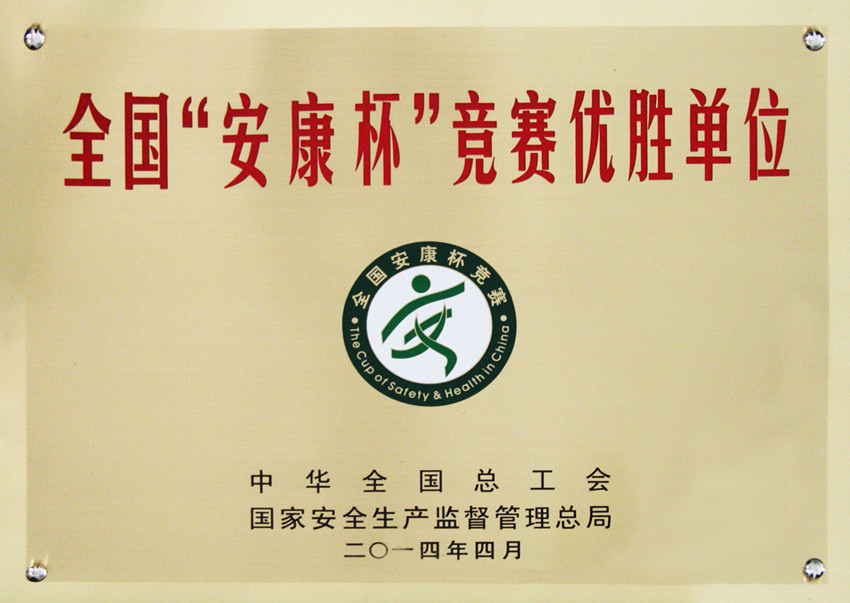 全国“安康杯”竞赛优胜单位
全国安康杯竞赛
The Cup of Safety & Health in China
中华全国总工会
国家安全生产监督管理总局
二〇一四年四月